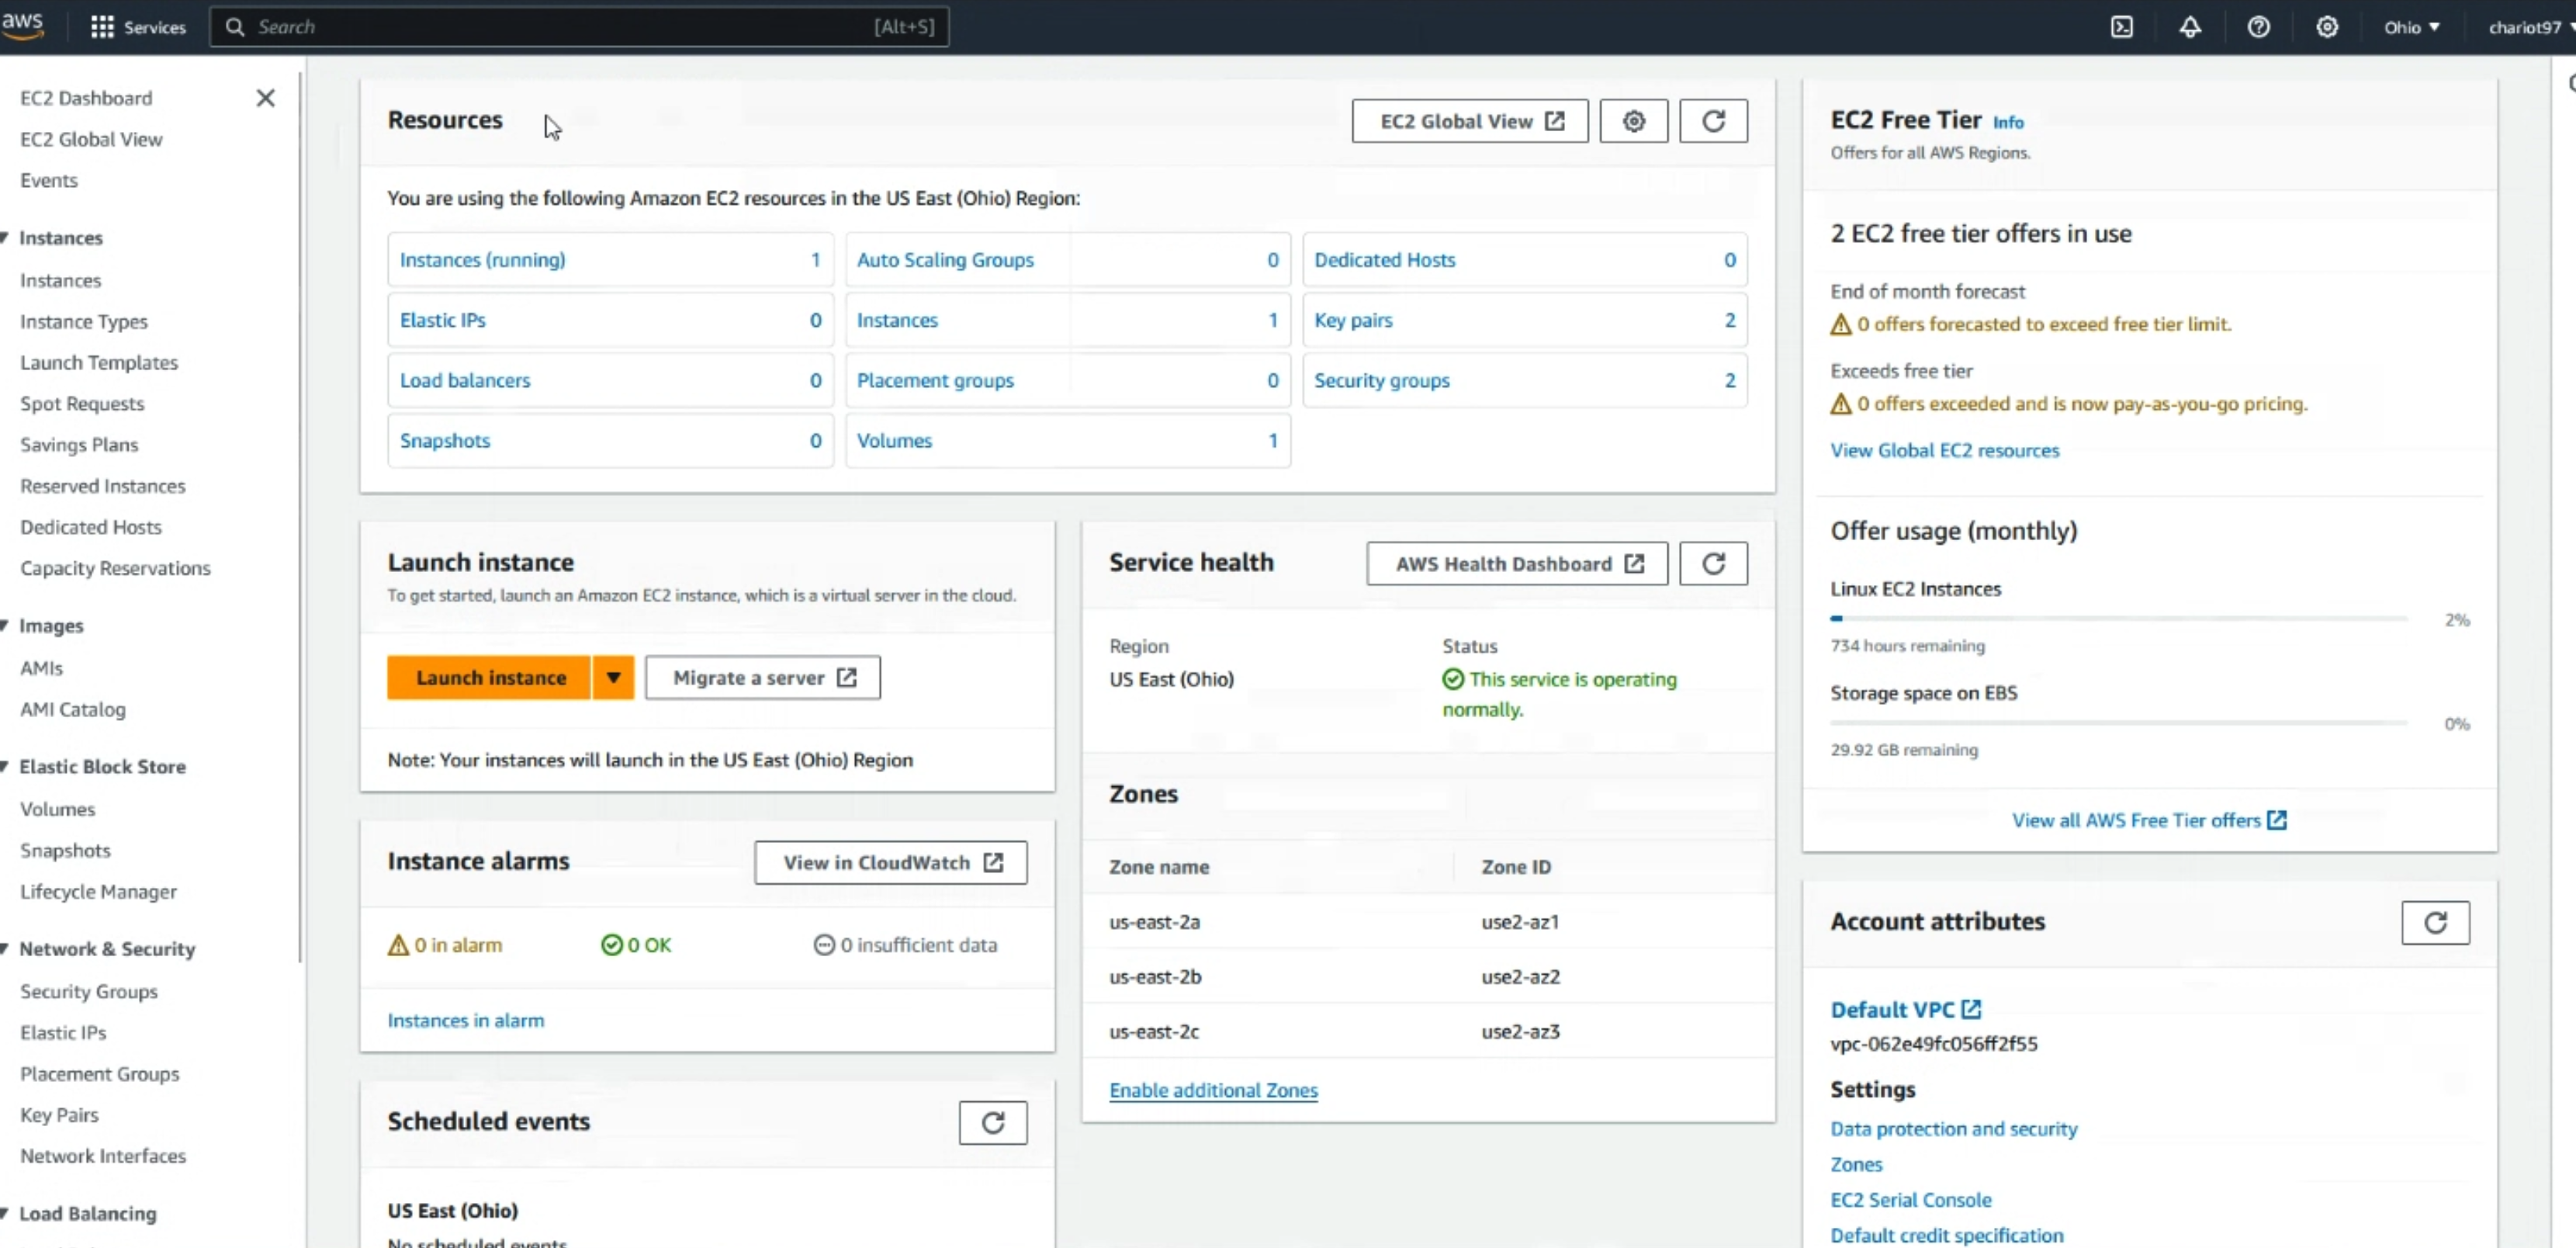 aws
Services
Search
[Alt+S]
Ohio
chariot97
EC2 Dashboard
EC2 Global View
Events
Instances
Instances
Instance Types
Launch Templates
Spot Requests
Savings Plans
Reserved Instances
Dedicated Hosts
Capacity Reservations
Images
AMIs
AMI Catalog
Elastic Block Store
Volumes
Snapshots
Lifecycle Manager
Network & Security
Security Groups
Elastic IPs
Placement Groups
Key Pairs
Network Interfaces
Load Balancing
Resources
EC2 Global View
You are using the following Amazon EC2 resources in the US East (Ohio) Region:
Instances (running) 1
Auto Scaling Groups 0
Dedicated Hosts 0
Elastic IPs 0
Instances 1
Key pairs 2
Load balancers 0
Placement groups 0
Security groups 2
Snapshots 0
Volumes 1
Launch instance
To get started, launch an Amazon EC2 instance, which is a virtual server in the cloud.
Launch instance
Migrate a server
Note: Your instances will launch in the US East (Ohio) Region
Instance alarms
View in CloudWatch
0 in alarm
0 OK
0 insufficient data
Instances in alarm
Scheduled events
US East (Ohio)
No scheduled events
Service health
AWS Health Dashboard
Region
US East (Ohio)
Status
This service is operating
normally.
Zones
Zone name Zone ID
us-east-2a use2-az1
us-east-2b use2-az2
us-east-2c use2-az3
Enable additional Zones
EC2 Free Tier Info
Offers for all AWS Regions.
2 EC2 free tier offers in use
End of month forecast
0 offers forecasted to exceed free tier limit.
Exceeds free tier
0 offers exceeded and is now pay-as-you-go pricing.
View Global EC2 resources
Offer usage (monthly)
Linux EC2 Instances
2%
734 hours remaining
Storage space on EBS
0%
29.92 GB remaining
View all AWS Free Tier offers
Account attributes
Default VPC
vpc-062e49fc056ff2f55
Settings
Data protection and security
Zones
EC2 Serial Console
Default credit specification